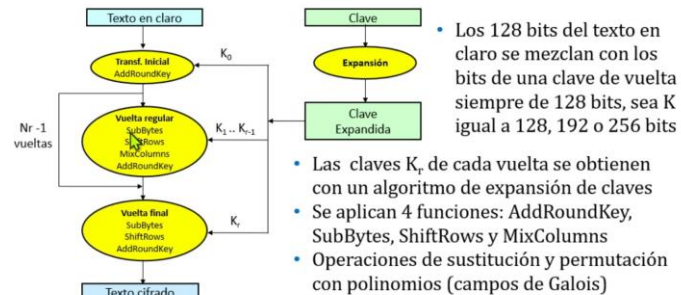 Texto en claro
Clave
Transf. Inicial
AddRoundKey
K0
Expansión
Vuelta regular
SubBytes
ShiftRows
MixColumns
AddRoundKey
Nr -1
vueltas
K1 .. Kr-1
Clave
Expandida
Vuelta final
SubBytes
ShiftRows
AddRoundKey
Kr
Texto cifrado
• Los 128 bits del texto en
claro se mezclan con los
bits de una clave de vuelta
siempre de 128 bits, sea K
igual a 128, 192 o 256 bits
• Las claves Kr de cada vuelta se obtienen
con un algoritmo de expansión de claves
• Se aplican 4 funciones: AddRoundKey,
SubBytes, ShiftRows y MixColumns
• Operaciones de sustitución y permutación
con polinomios (campos de Galois)